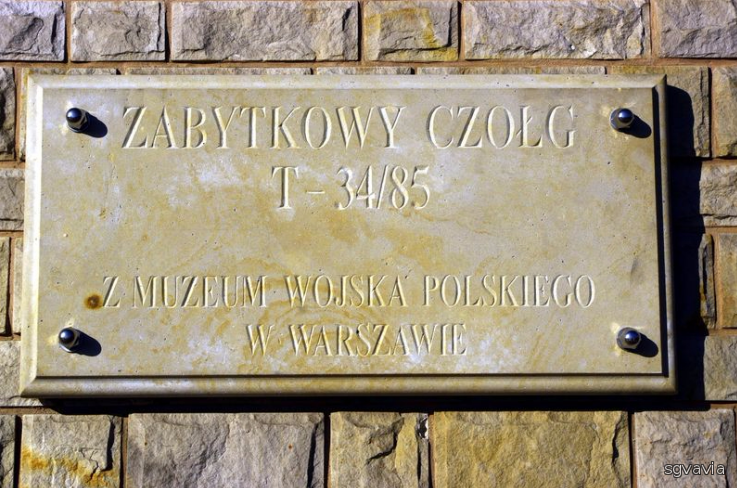 ZABYTKOWY CZOŁG
T – 34/85
Z MUZEUM WOJSKA POLSKIEGO
W WARSZAWIE
sgvavia